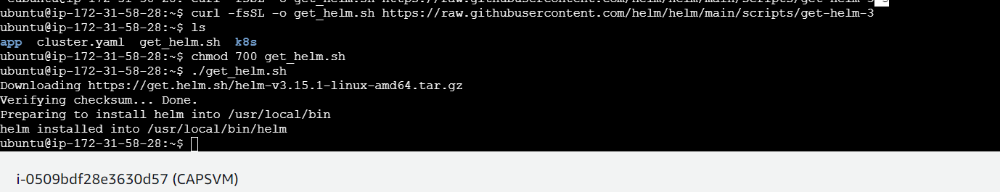 ubuntu@ip-172-31-58-28:~$ curl -fsSL -o get_helm.sh https://raw.githubusercontent.com/helm/helm/main/scripts/get-helm-3
ubuntu@ip-172-31-58-28:~$ ls
app cluster.yaml get_helm.sh k8s
ubuntu@ip-172-31-58-28:~$ chmod 700 get_helm.sh
ubuntu@ip-172-31-58-28:~$ ./get_helm.sh
Downloading https://get.helm.sh/helm-v3.15.1-linux-amd64.tar.gz
Verifying checksum... Done.
Preparing to install helm into /usr/local/bin
helm installed into /usr/local/bin/helm
ubuntu@ip-172-31-58-28:~$
i-0509bdf28e3630d57 (CAPSVM)